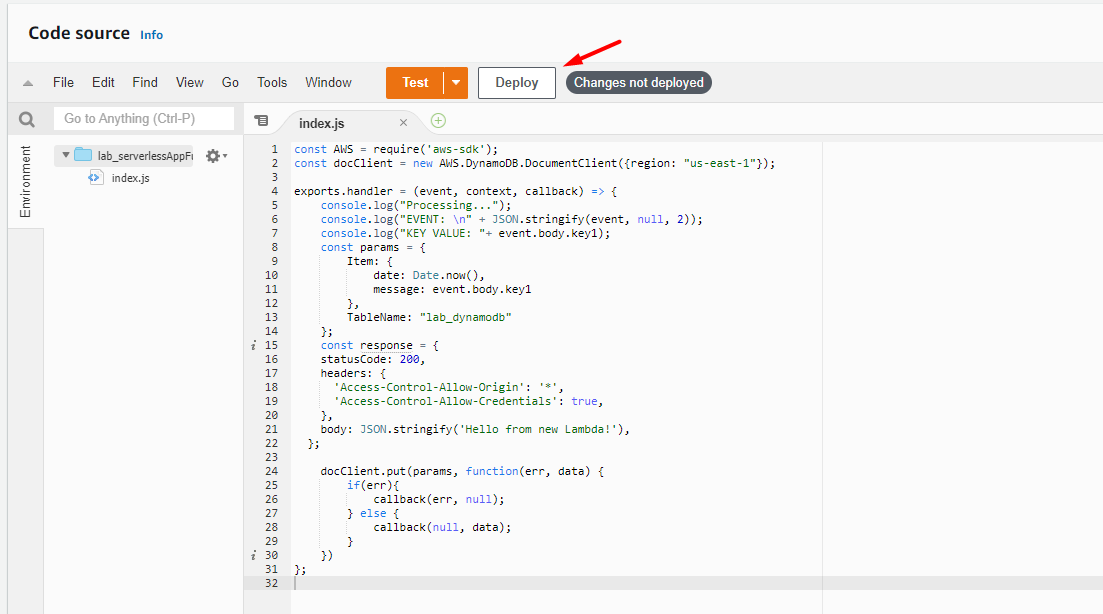 Code source Info
File Edit Find View Go Tools Window Test Deploy Changes not deployed
Go to Anything (Ctrl-P)
index.js
Environment
lab_serverlessAppFu
index.js
1 const AWS = require('aws-sdk');
2 const docClient = new AWS.DynamoDB.DocumentClient({region: "us-east-1"});
3
4 exports.handler = (event, context, callback) => {
5 console.log("Processing...");
6 console.log("EVENT: \n" + JSON.stringify(event, null, 2));
7 console.log("KEY VALUE: "+ event.body.key1);
8 const params = {
9 Item: {
10 date: Date.now(),
11 message: event.body.key1
12 },
13 TableName: "lab_dynamodb"
14 };
i 15 const response = {
16 statusCode: 200,
17 headers: {
18 'Access-Control-Allow-Origin': '*',
19 'Access-Control-Allow-Credentials': true,
20 },
21 body: JSON.stringify('Hello from new Lambda!'),
22 };
23
24 docClient.put(params, function(err, data) {
25 if(err){
26 callback(err, null);
27 } else {
28 callback(null, data);
29 }
i 30 })
31 };
32